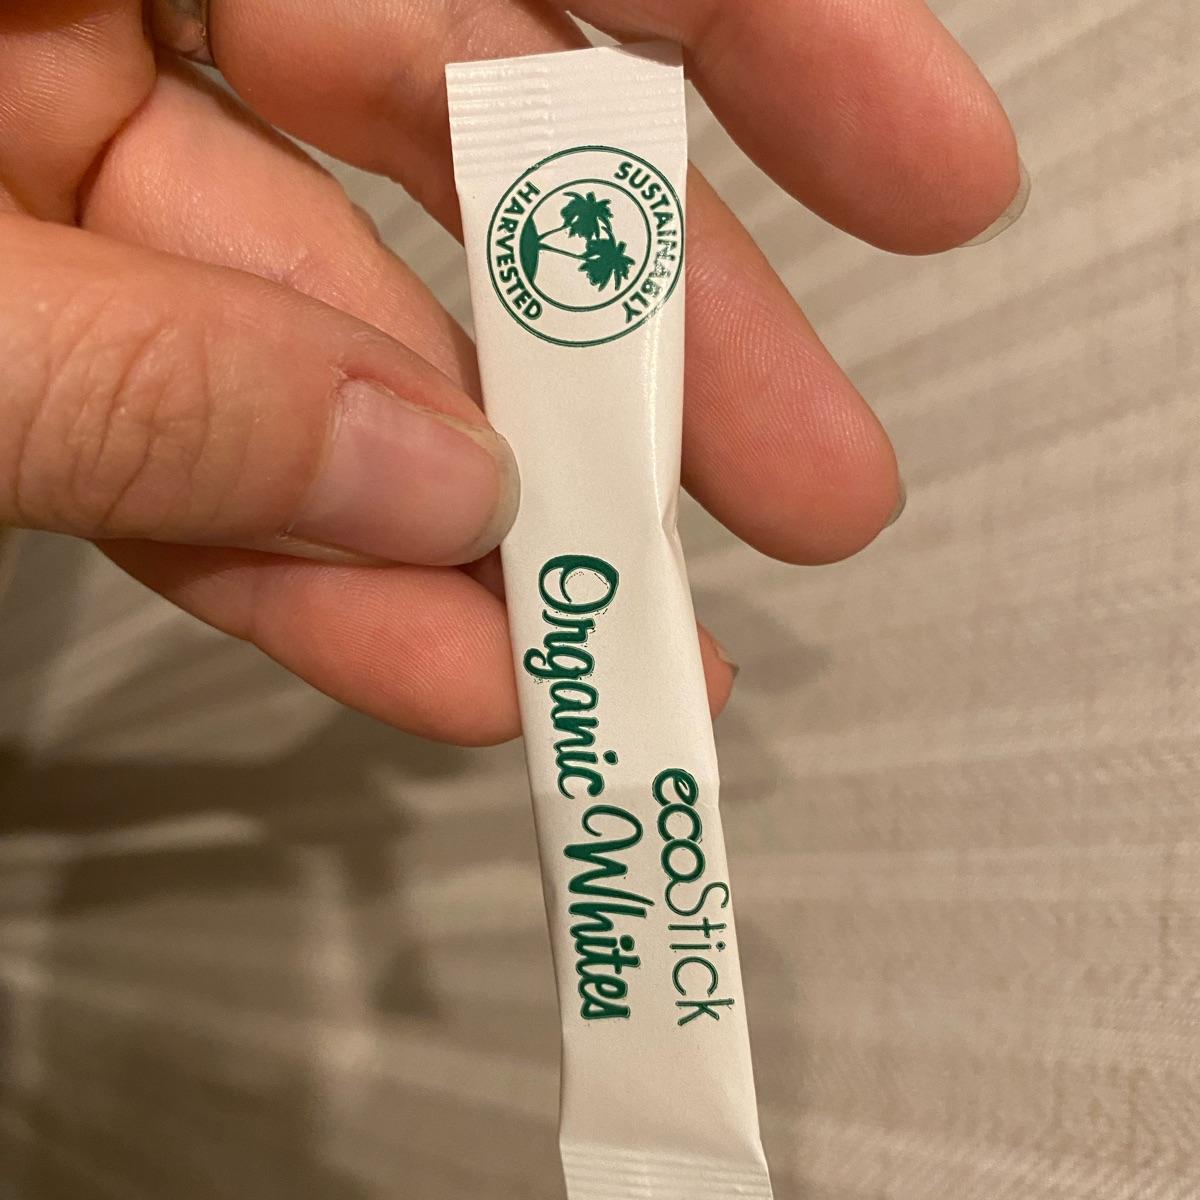 SUSTAINABLY
HARVESTED
ecoStick
Organic Whites